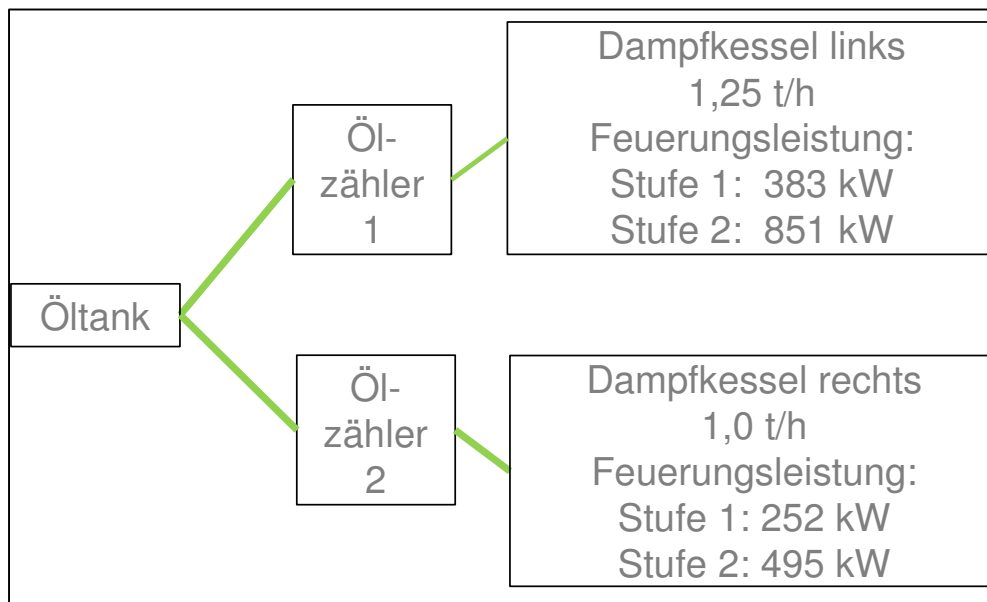 Öltank
Öl-
zähler
1
Dampfkessel links
1,25 t/h
Feuerungsleistung:
Stufe 1:  383 kW
Stufe 2:  851 kW
Öl-
zähler
2
Dampfkessel rechts
1,0 t/h
Feuerungsleistung:
Stufe 1: 252 kW
Stufe 2: 495 kW